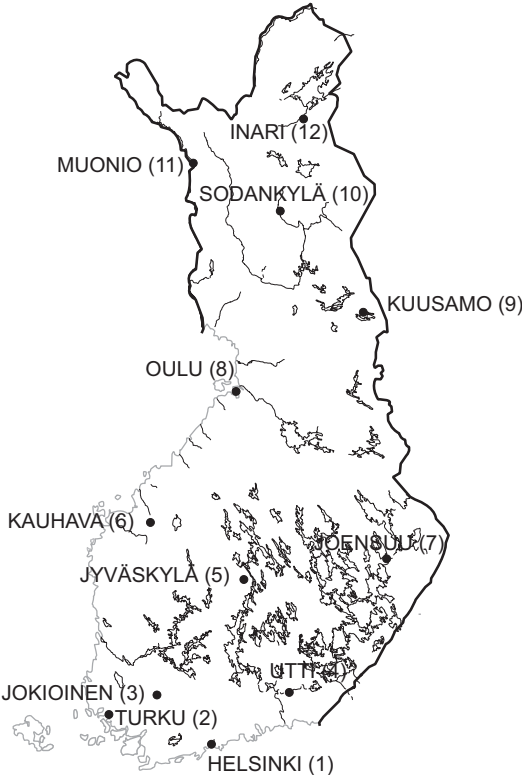 INARI (12)
MUONIO (11)
SODANKYLÄ (10)
KUUSAMO (9)
OULU (8)
KAUHAVA (6)
JOENSUU (7)
JYVÄSKYLÄ (5)
UTTI (4)
JOKIOINEN (3)
TURKU (2)
HELSINKI (1)